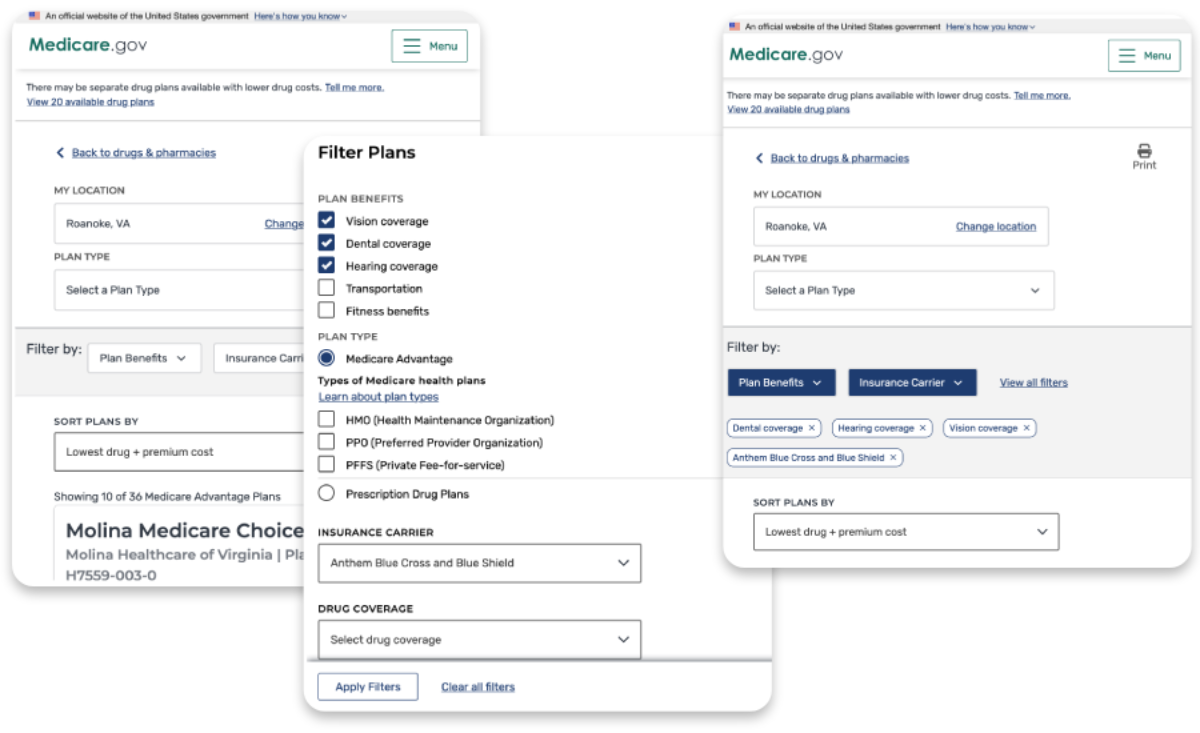 An official website of the United States government Here's how you know
Medicare.gov
Menu
There may be separate drug plans available with lower drug costs. Tell me more.
View 20 available drug plans
Back to drugs & pharmacies
MY LOCATION
Roanoke, VA Change
PLAN TYPE
Select a Plan Type
Filter by: Plan Benefits Insurance Carri
SORT PLANS BY
Lowest drug + premium cost
Showing 10 of 36 Medicare Advantage Plans
Molina Medicare Choice
Molina Healthcare of Virginia | Pla
H7559-003-0
Filter Plans
PLAN BENEFITS
Vision coverage
Dental coverage
Hearing coverage
Transportation
Fitness benefits
PLAN TYPE
Medicare Advantage
Types of Medicare health plans
Learn about plan types
HMO (Health Maintenance Organization)
PPO (Preferred Provider Organization)
PFFS (Private Fee-for-service)
Prescription Drug Plans
INSURANCE CARRIER
Anthem Blue Cross and Blue Shield
DRUG COVERAGE
Select drug coverage
Apply Filters Clear all filters
An official website of the United States government Here's how you know
Medicare.gov
Menu
There may be separate drug plans available with lower drug costs. Tell me more.
View 20 available drug plans
Back to drugs & pharmacies
Print
MY LOCATION
Roanoke, VA Change location
PLAN TYPE
Select a Plan Type
Filter by:
Plan Benefits Insurance Carrier View all filters
Dental coverage × Hearing coverage × Vision coverage ×
Anthem Blue Cross and Blue Shield ×
SORT PLANS BY
Lowest drug + premium cost